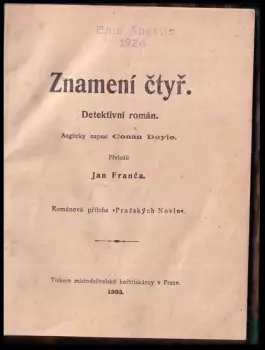 1924
Znamení čtyř.
Detektivní román.
Anglicky napsal Conan Doyle.
Přeložil
Jan Franča.
Románová příloha »Pražských Novin«.
Tiskem místodržitelské knihtiskárny v Praze.
1905.